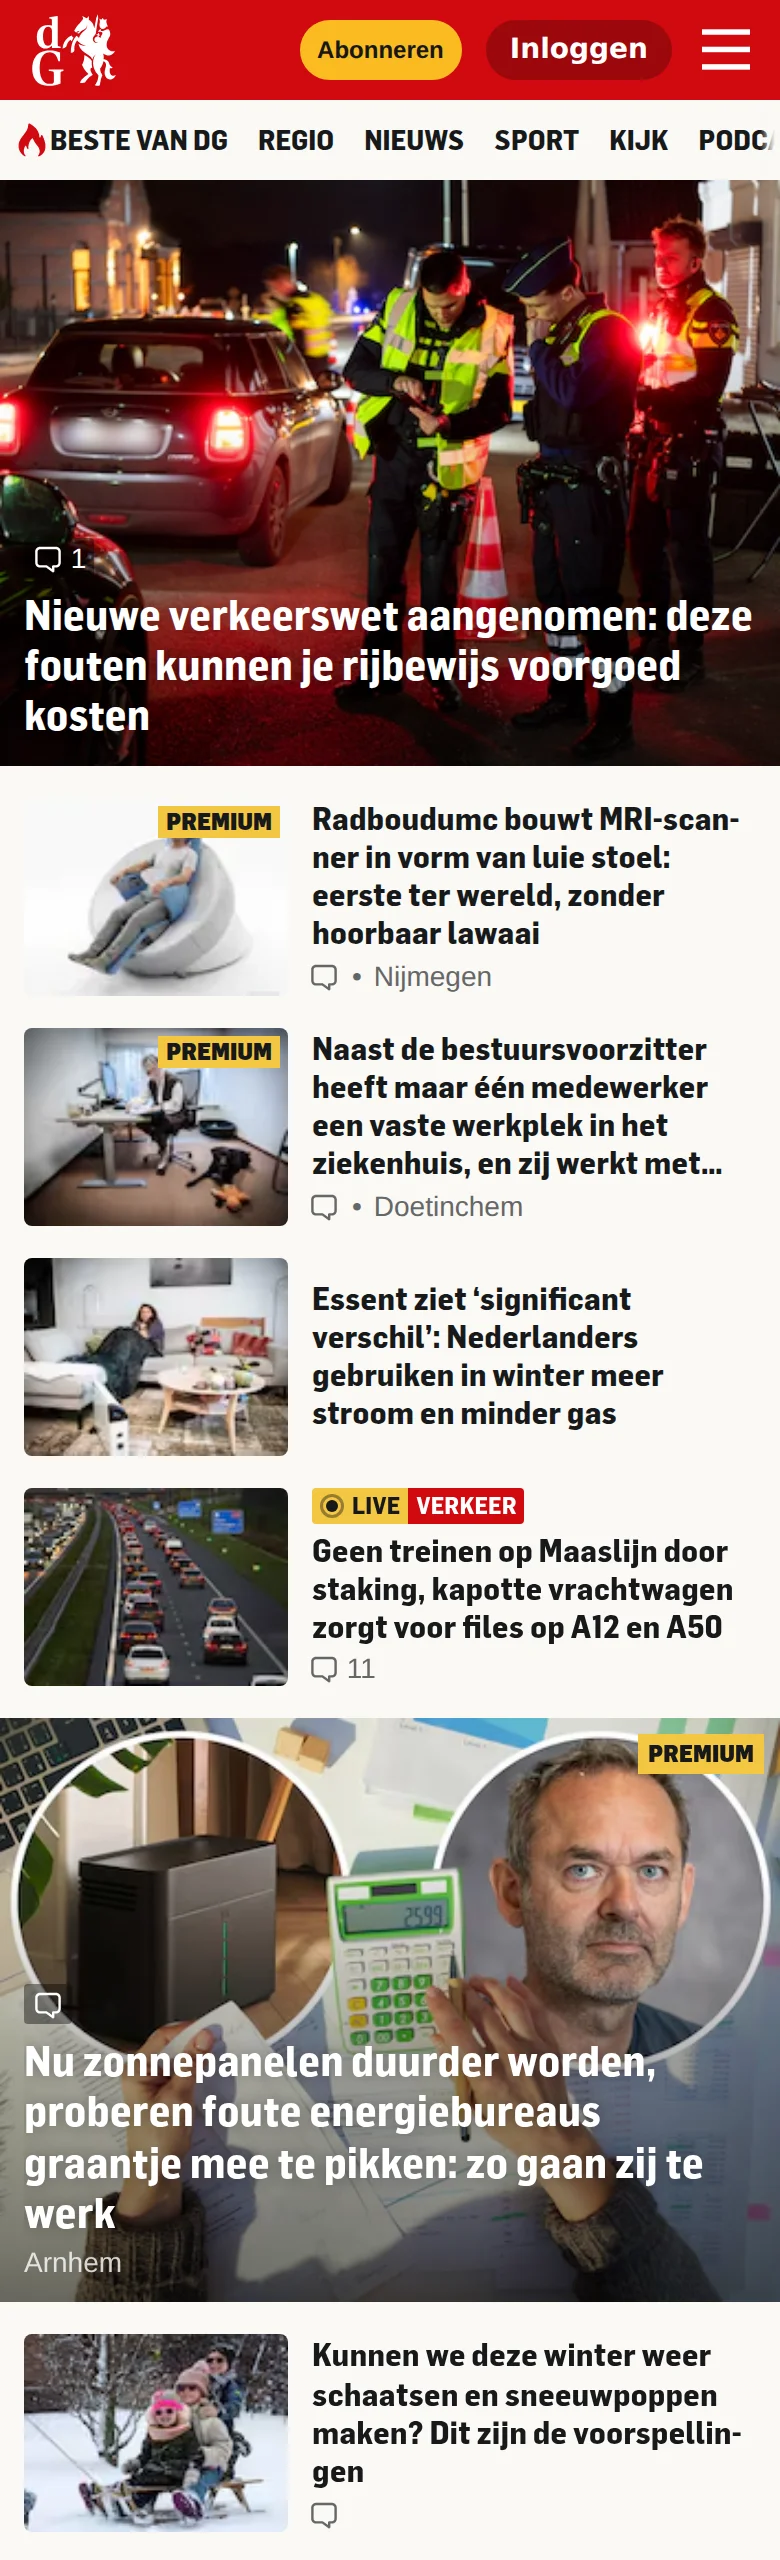 dG
Abonneren
Inloggen
BESTE VAN DG REGIO NIEUWS SPORT KIJK PODCA
1
Nieuwe verkeerswet aangenomen: deze
fouten kunnen je rijbewijs voorgoed
kosten
PREMIUM
Radboudumc bouwt MRI-scan-
ner in vorm van luie stoel:
eerste ter wereld, zonder
hoorbaar lawaai
• Nijmegen
PREMIUM
Naast de bestuursvoorzitter
heeft maar één medewerker
een vaste werkplek in het
ziekenhuis, en zij werkt met...
• Doetinchem
Essent ziet ‘significant
verschil’: Nederlanders
gebruiken in winter meer
stroom en minder gas
LIVE VERKEER
Geen treinen op Maaslijn door
staking, kapotte vrachtwagen
zorgt voor files op A12 en A50
11
PREMIUM
2599
Nu zonnepanelen duurder worden,
proberen foute energiebureaus
graantje mee te pikken: zo gaan zij te
werk
Arnhem
Kunnen we deze winter weer
schaatsen en sneeuwpoppen
maken? Dit zijn de voorspellin-
gen